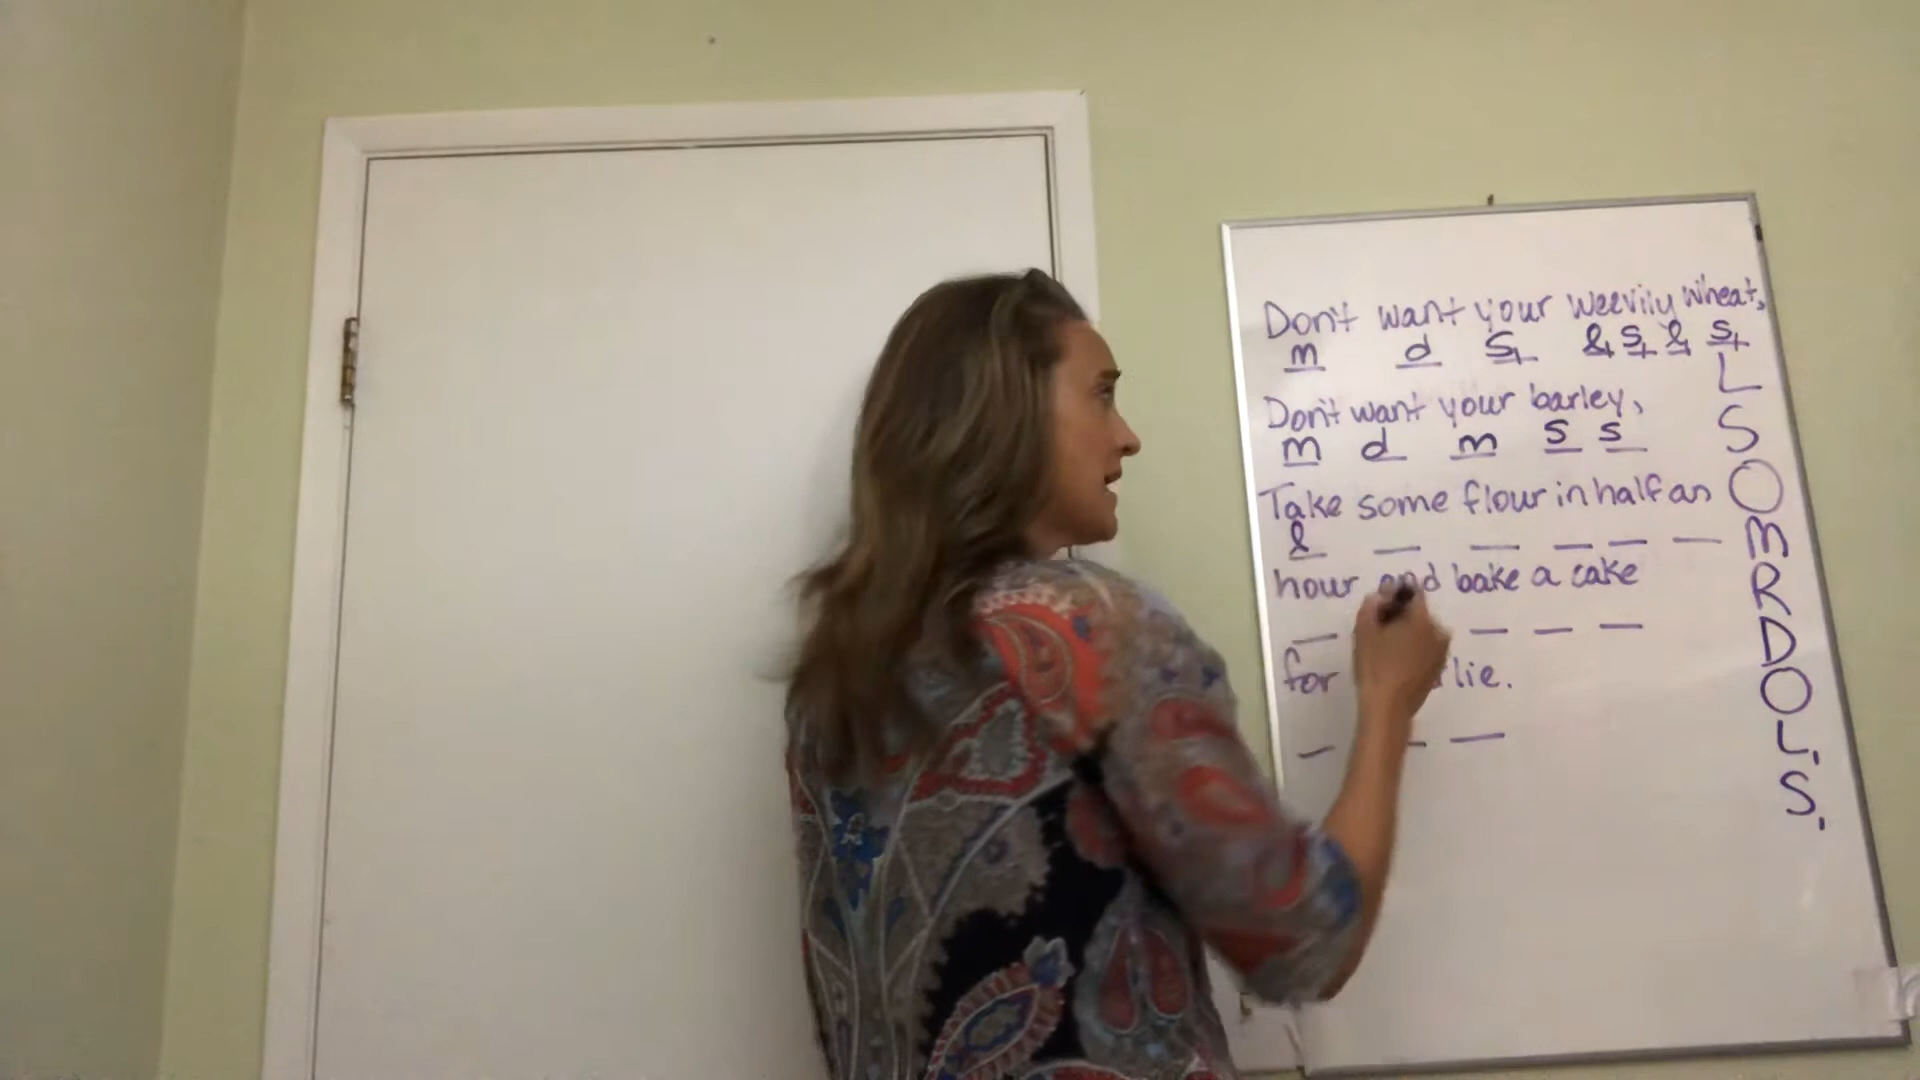 Don't want your weevily wheat,
m d s, l, s, l, s,
Don't want your barley,
m d m s s
Take some flour in half an
l
hour and bake a cake
for lie.
L
S
O
M
R
D
O
L,
S,